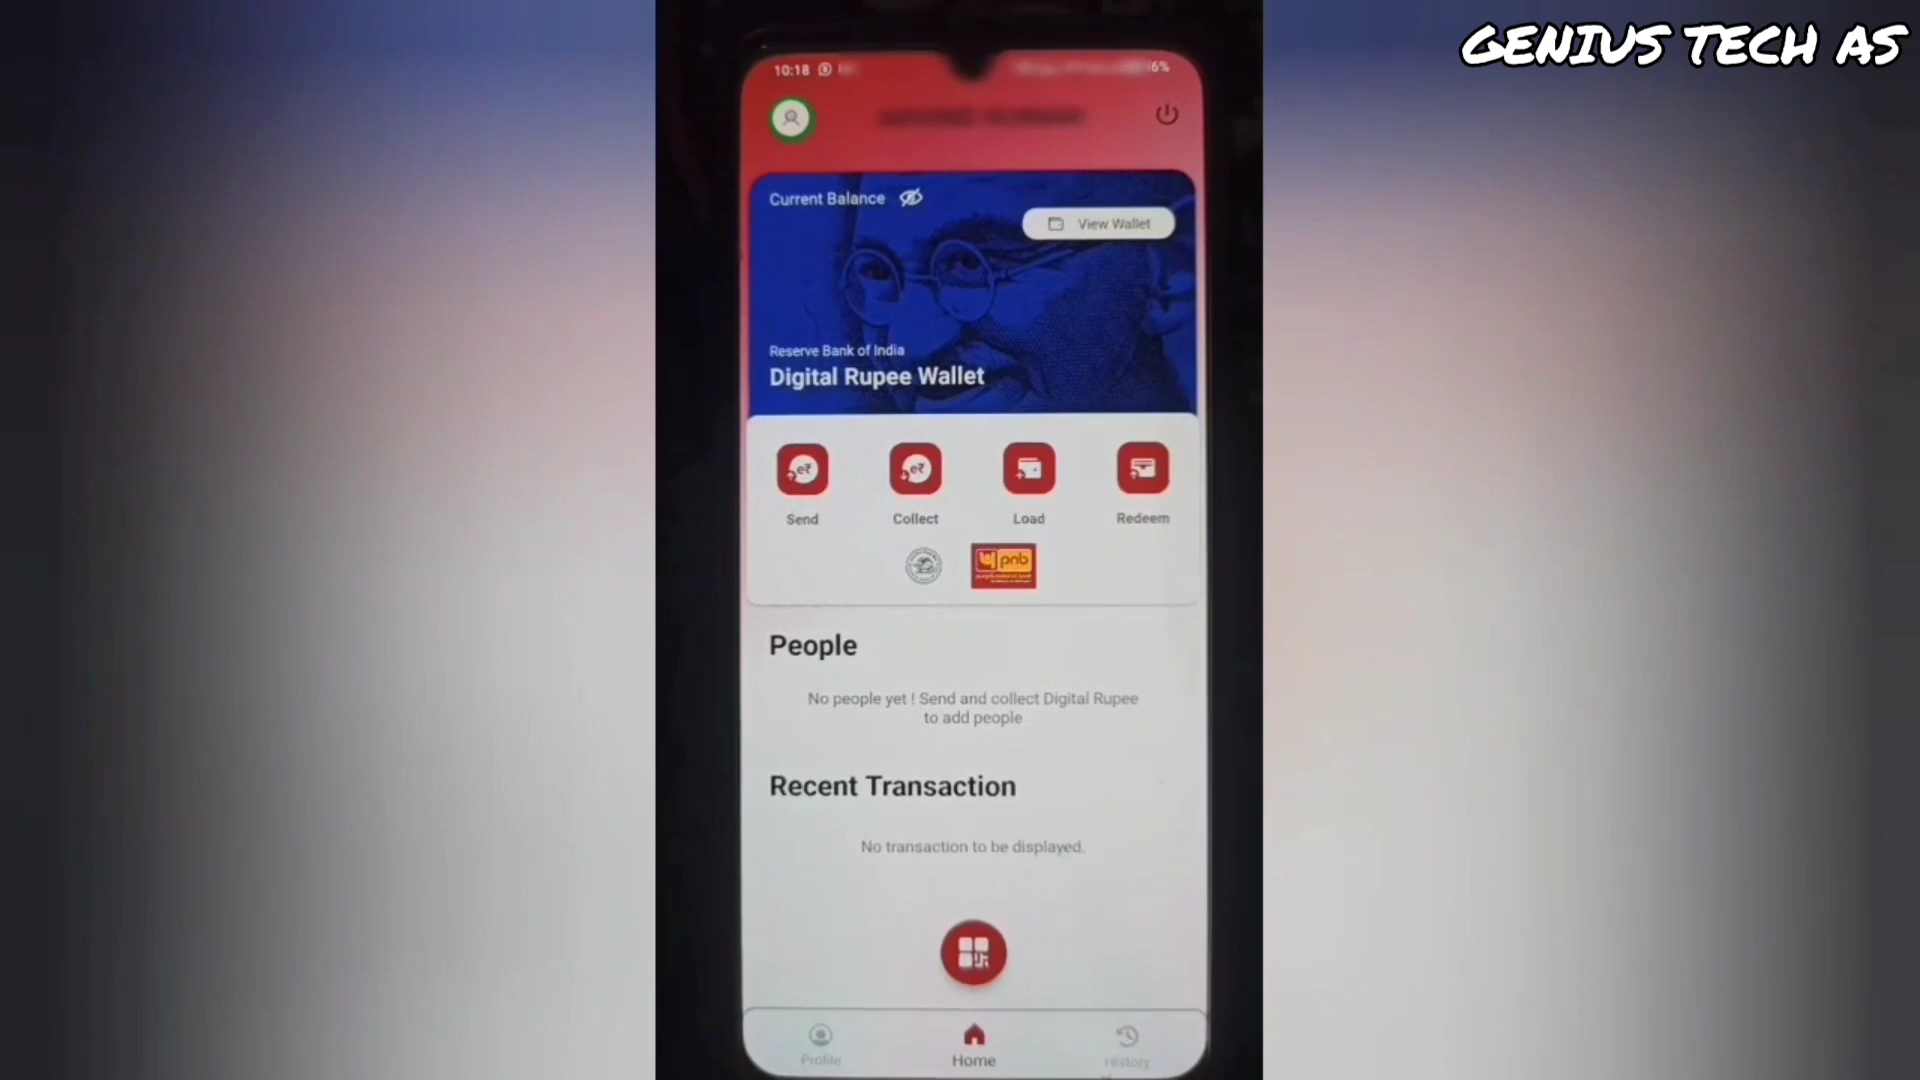 GENIUS TECH AS
10:18
6%
Current Balance
View Wallet
Reserve Bank of India
Digital Rupee Wallet
e₹
e₹
Send
Collect
Load
Redeem
pnb
People
No people yet ! Send and collect Digital Rupee
to add people
Recent Transaction
No transaction to be displayed.
Profile
Home
History